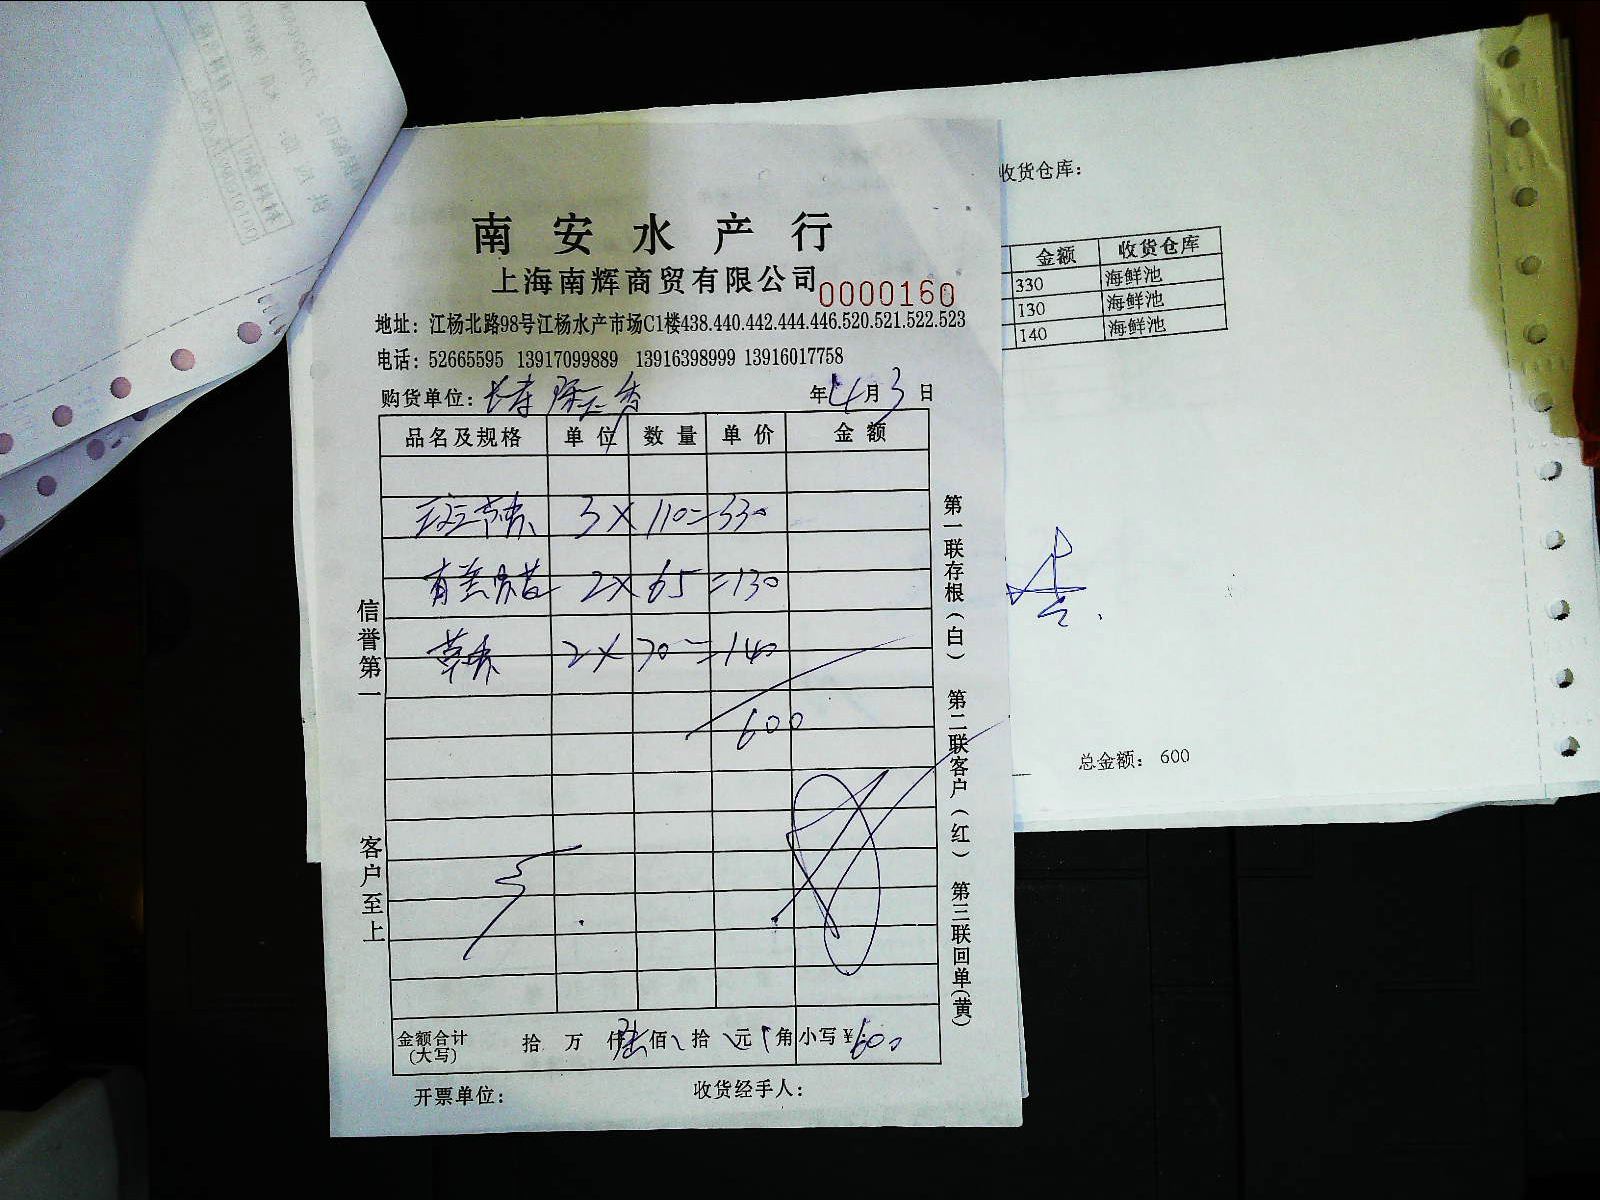 南安水产行
上海南辉商贸有限公司 0000160
地址：江杨北路98号江杨水产市场C1楼438.440.442.444.446.520.521.522.523
电话：52665595 13917099889 13916398999 13916017758
购货单位：长寿 年 4 月 3 日
品名及规格 单位 数量 单价 金额
3 × 110 = 330
2 × 65 = 130
草虾 2 × 70 = 140
600
金额合计 拾 万 仟 陆 佰 拾 元 角 小写￥600
(大写)
开票单位： 收货经手人：
信誉第一
客户至上
第一联存根(白) 第二联客户(红) 第三联回单(黄)
收货仓库：
金额 收货仓库
330 海鲜池
130 海鲜池
140 海鲜池
总金额： 600